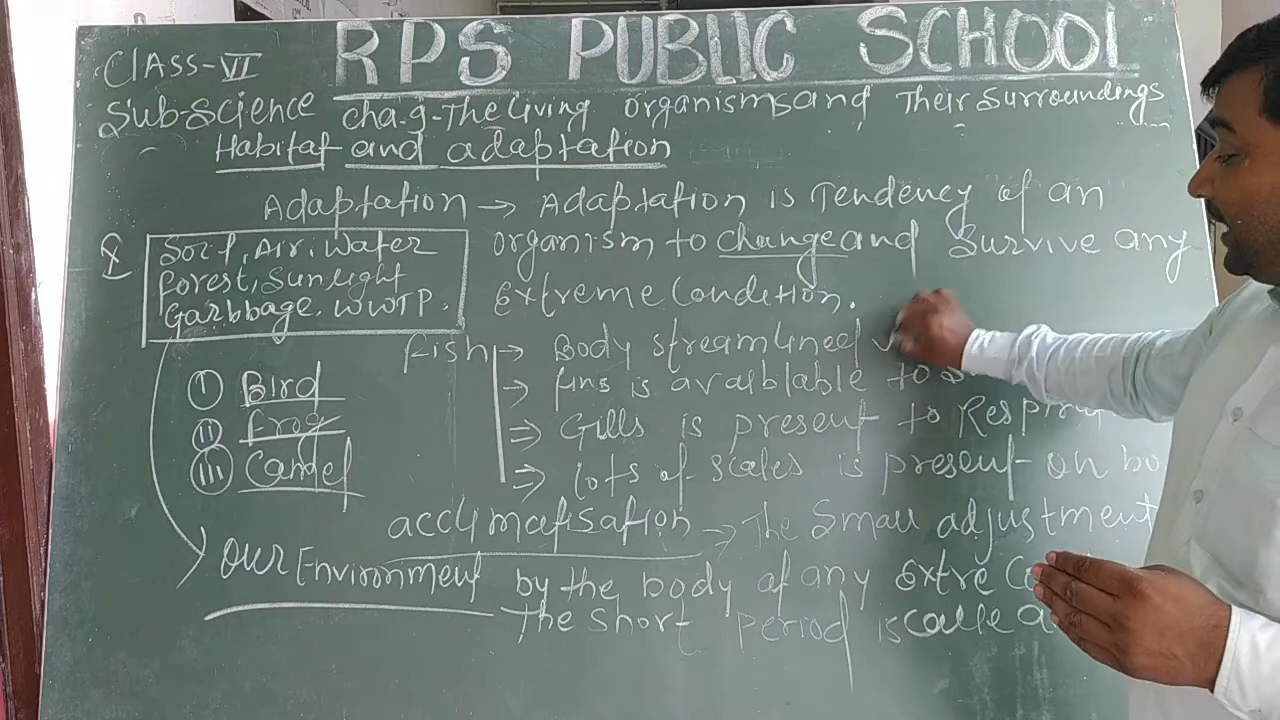 RPS PUBLIC SCHOOL
CLASS-VI
Sub-Science Cha.9-The Living organisms and Their Surroundings
Habitat and adaptation
Adaptation → Adaptation is Tendency of an
organism to change and Survive any
Extreme Condition.
Soil, Air, Water
Forest, Sunlight
Garbbage, WWTP.
Fish → Body streamlined
→ fins is avaiblable to
⇒ Gills is present to Respir
⇒ lots of scales is present on bo
(I) Bird
(II) Frog
(III) Camel
acclimatisation → The Small adjustment
OUR Environment by the body of any Extre Co
The Short period is calle a